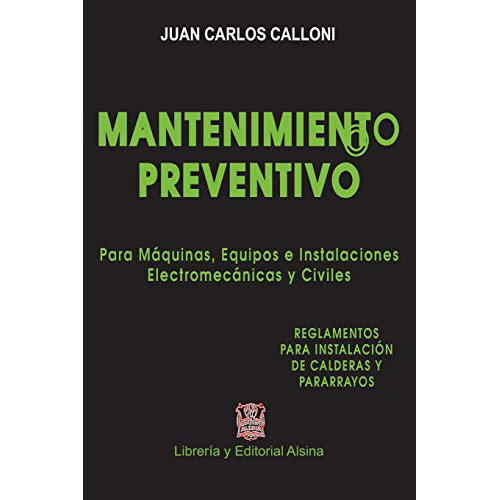 JUAN CARLOS CALLONI
MANTENIMIENTO
PREVENTIVO
Para Máquinas, Equipos e Instalaciones
Electromecánicas y Civiles
REGLAMENTOS
PARA INSTALACIÓN
DE CALDERAS Y
PARARRAYOS
ALSINA
Librería y Editorial Alsina